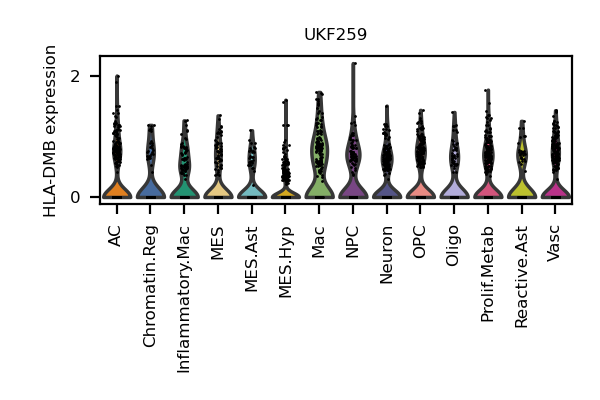 UKF259
HLA-DMB expression
2
0
AC
Chromatin.Reg
Inflammatory.Mac
MES
MES.Ast
MES.Hyp
Mac
NPC
Neuron
OPC
Oligo
Prolif.Metab
Reactive.Ast
Vasc